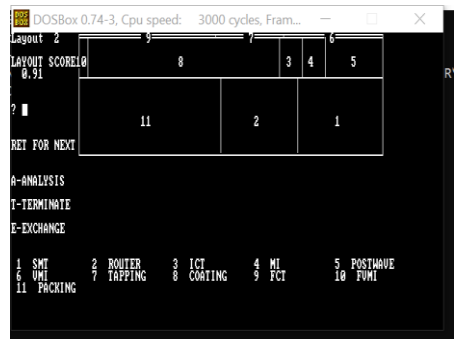 DOSBox 0.74-3, Cpu speed: 3000 cycles, Fram...
Layout 2
9 7 6
LAYOUT SCORE10 8 3 4 5
0.91
?
11 2 1
RET FOR NEXT
A-ANALYSIS
T-TERMINATE
E-EXCHANGE
1 SMT 2 ROUTER 3 ICT 4 MI 5 POSTWAVE
6 VMI 7 TAPPING 8 COATING 9 FCT 10 FVMI
11 PACKING